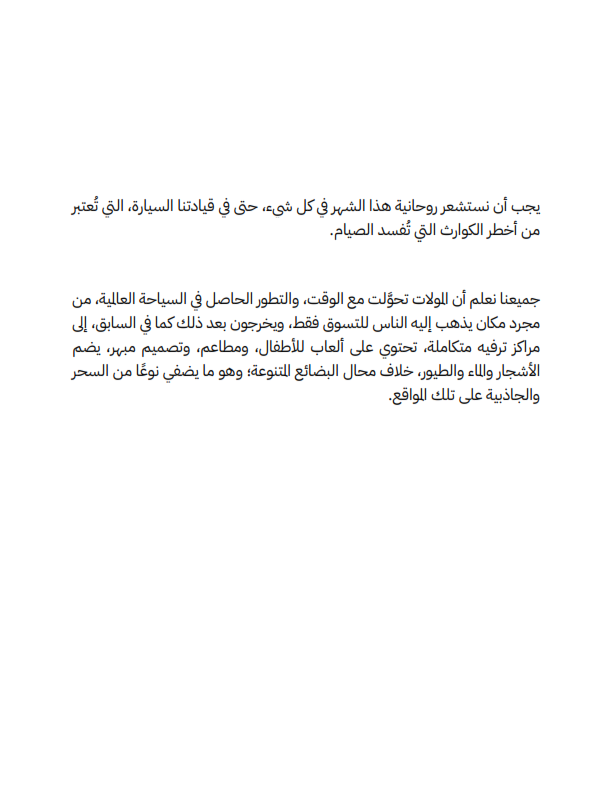 يجب أن نستشعر روحانية هذا الشهر في كل شيء، حتى في قيادتنا السيارة، التي تُعتبر
من أخطر الكوارث التي تُفسد الصيام.
جميعنا نعلم أن المولات تحوَّلت مع الوقت، والتطور الحاصل في السياحة العالمية، من
مجرد مكان يذهب إليه الناس للتسوق فقط، ويخرجون بعد ذلك كما في السابق، إلى
مراكز ترفيه متكاملة، تحتوي على ألعاب للأطفال، ومطاعم، وتصميم مبهر، يضم
الأشجار والماء والطيور، خلاف محال البضائع المتنوعة؛ وهو ما يضفي نوعًا من السحر
والجاذبية على تلك المواقع.